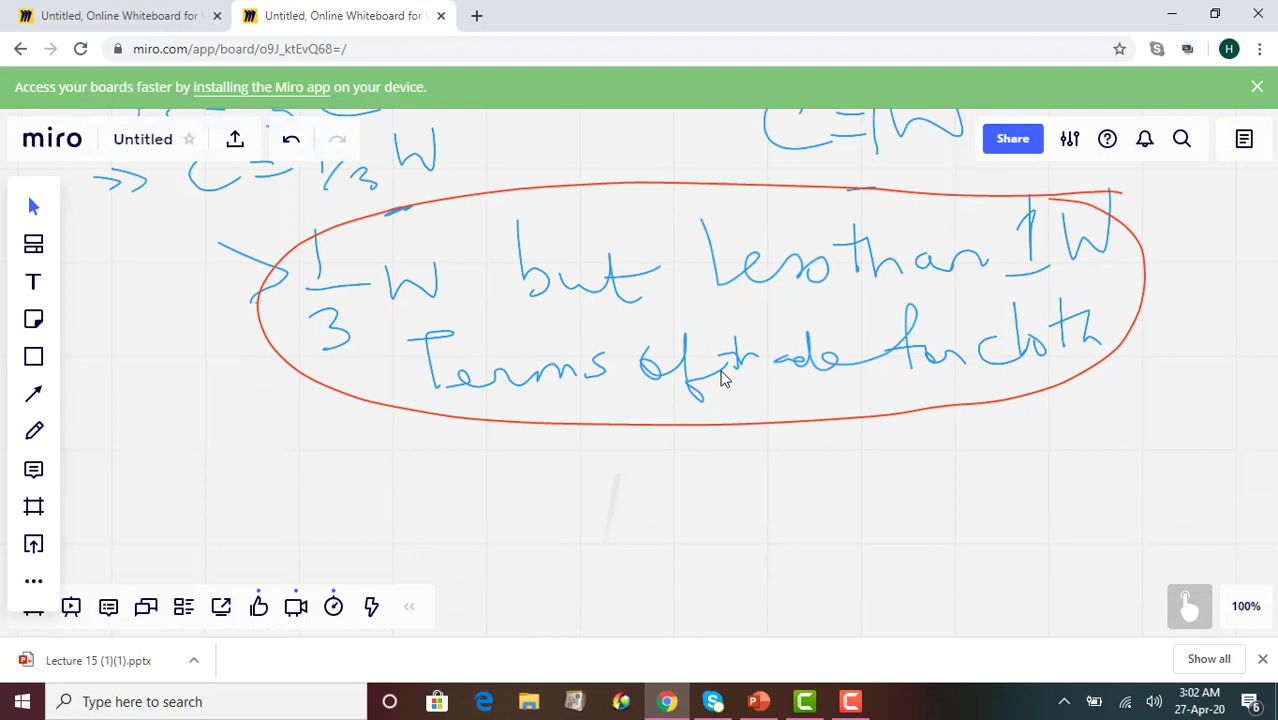 Untitled, Online Whiteboard for
Untitled, Online Whiteboard for
miro.com/app/board/o9J_ktEvQ68=/
H
Access your boards faster by installing the Miro app on your device.
miro
Untitled
Share
C = 1/3 W
C = 1 W
> 1/3 W but less than 1 W
Terms of trade for cloth
100%
Lecture 15 (1)(1).pptx
Show all
Type here to search
3:02 AM
27-Apr-20
6